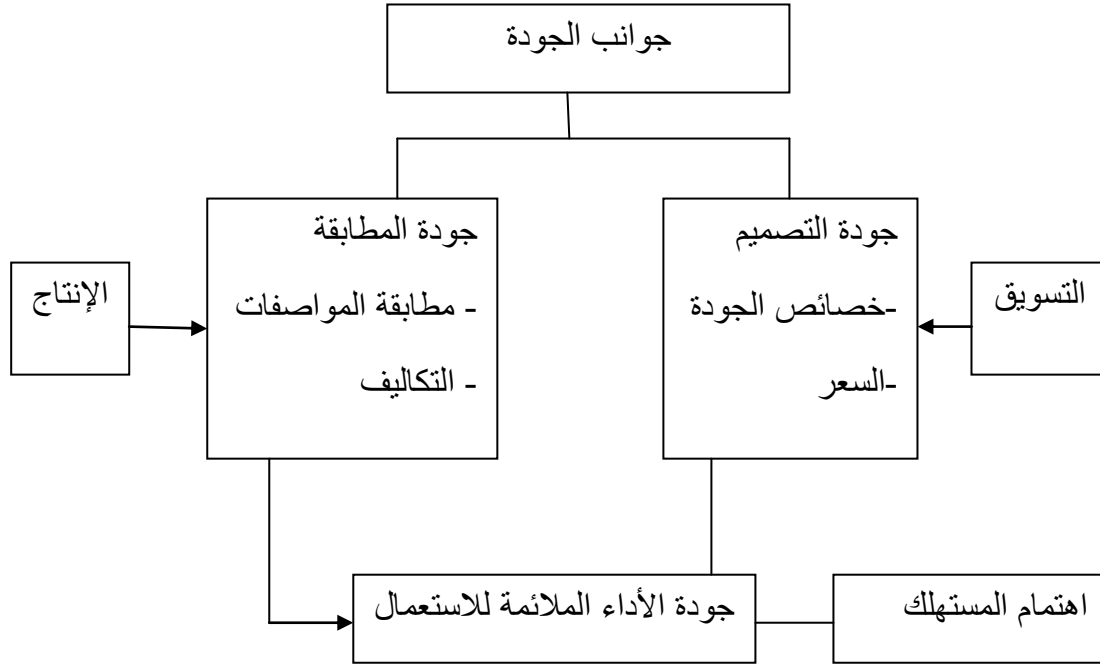 جوانب الجودة
جودة التصميم
-خصائص الجودة
-السعر
التسويق
جودة المطابقة
- مطابقة المواصفات
- التكاليف
الإنتاج
جودة الأداء الملائمة للاستعمال
اهتمام المستهلك